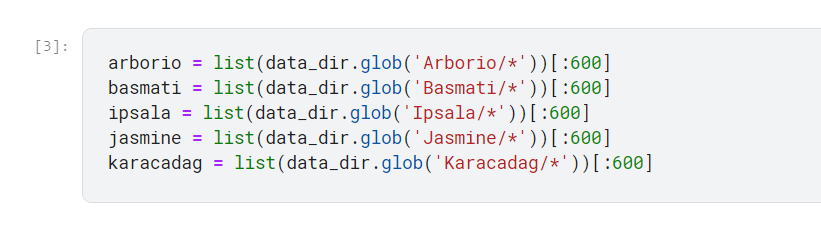 [3]:
arborio = list(data_dir.glob('Arborio/*'))[:600]
basmati = list(data_dir.glob('Basmati/*'))[:600]
ipsala = list(data_dir.glob('Ipsala/*'))[:600]
jasmine = list(data_dir.glob('Jasmine/*'))[:600]
karacadag = list(data_dir.glob('Karacadag/*'))[:600]